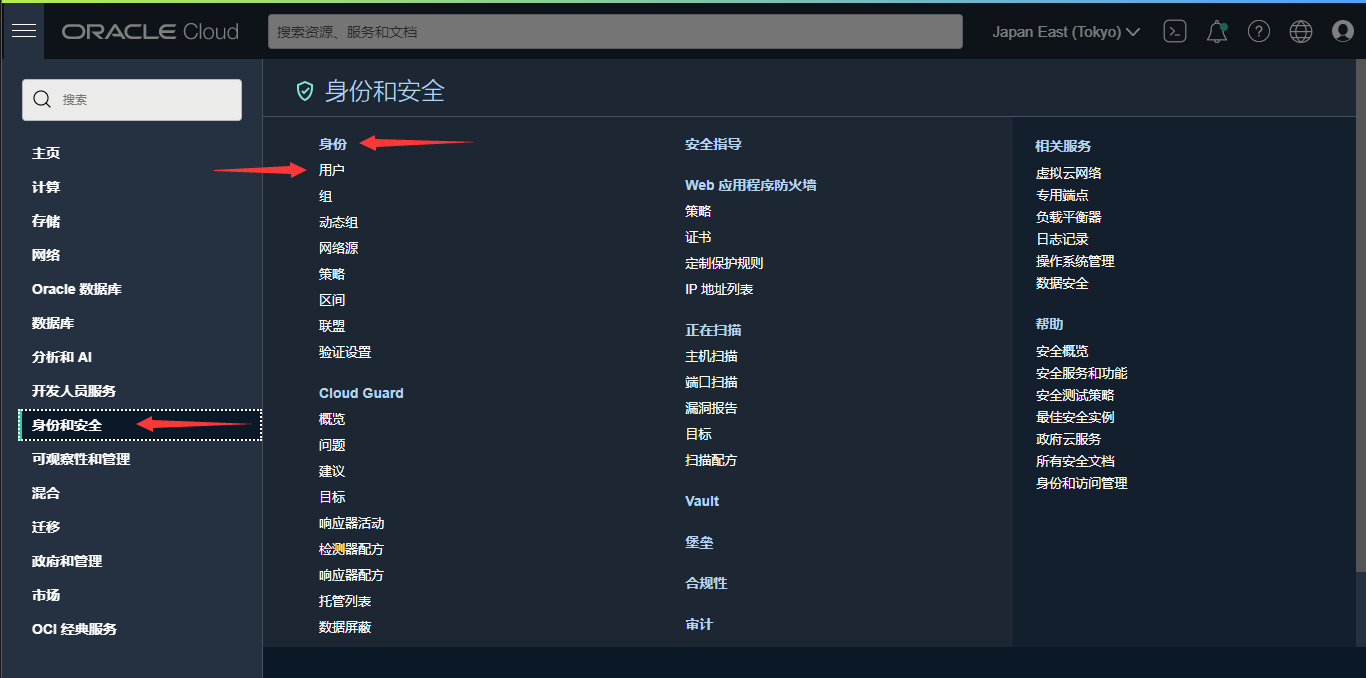 ORACLE Cloud
搜索资源、服务和文档
Japan East (Tokyo)
搜索
主页
计算
存储
网络
Oracle 数据库
数据库
分析和 AI
开发人员服务
身份和安全
可观察性和管理
混合
迁移
政府和管理
市场
OCI 经典服务
身份和安全
身份
用户
组
动态组
网络源
策略
区间
联盟
验证设置
Cloud Guard
概览
问题
建议
目标
响应器活动
检测器配方
响应器配方
托管列表
数据屏蔽
安全指导
Web 应用程序防火墙
策略
证书
定制保护规则
IP 地址列表
正在扫描
主机扫描
端口扫描
漏洞报告
目标
扫描配方
Vault
堡垒
合规性
审计
相关服务
虚拟云网络
专用端点
负载平衡器
日志记录
操作系统管理
数据安全
帮助
安全概览
安全服务和功能
安全测试策略
最佳安全实例
政府云服务
所有安全文档
身份和访问管理